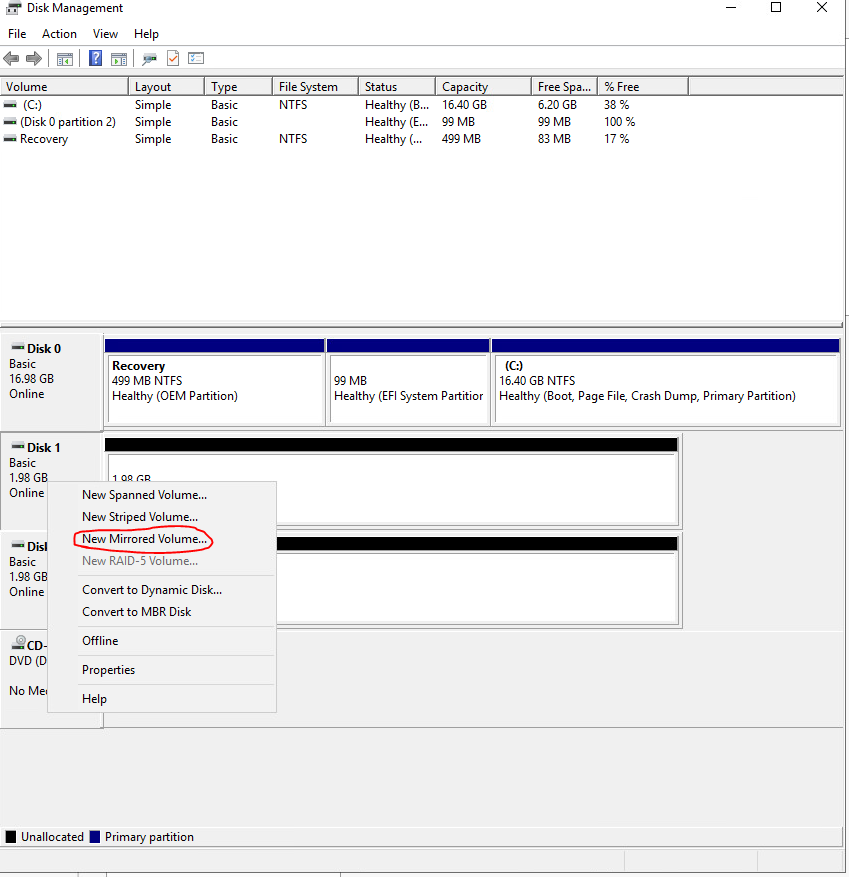 Disk Management
File Action View Help
Volume Layout Type File System Status Capacity Free Spa... % Free
(C:) Simple Basic NTFS Healthy (B... 16.40 GB 6.20 GB 38 %
(Disk 0 partition 2) Simple Basic Healthy (E... 99 MB 99 MB 100 %
Recovery Simple Basic NTFS Healthy (... 499 MB 83 MB 17 %
Disk 0
Basic
16.98 GB
Online
Recovery
499 MB NTFS
Healthy (OEM Partition)
99 MB
Healthy (EFI System Partition
(C:)
16.40 GB NTFS
Healthy (Boot, Page File, Crash Dump, Primary Partition)
Disk 1
Basic
1.98 GB
Online
1.98 GB
New Spanned Volume...
New Striped Volume...
New Mirrored Volume...
New RAID-5 Volume...
Convert to Dynamic Disk...
Convert to MBR Disk
Offline
Properties
Help
Disk
Basic
1.98 GB
Online
CD-
DVD (D
No Me
Unallocated Primary partition